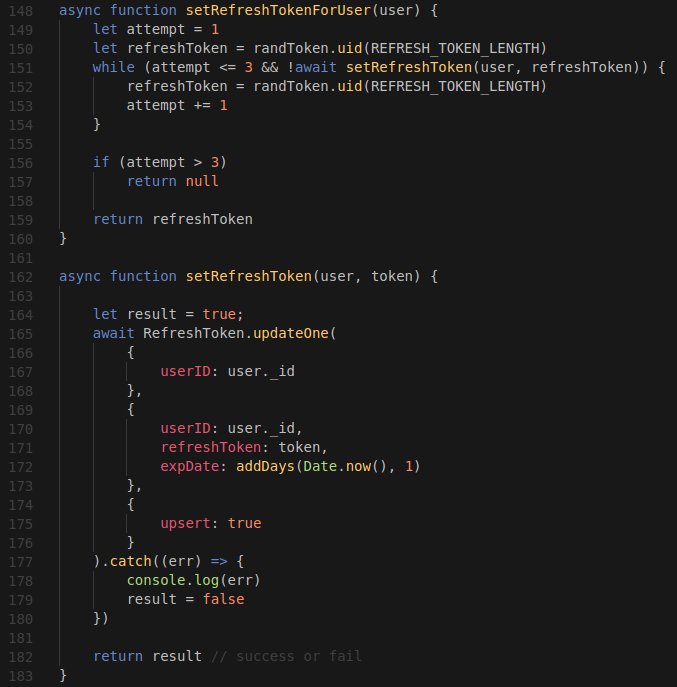 148 async function setRefreshTokenForUser(user) {
149     let attempt = 1
150     let refreshToken = randToken.uid(REFRESH_TOKEN_LENGTH)
151     while (attempt <= 3 && !await setRefreshToken(user, refreshToken)) {
152         refreshToken = randToken.uid(REFRESH_TOKEN_LENGTH)
153         attempt += 1
154     }
155
156     if (attempt > 3)
157         return null
158
159     return refreshToken
160 }
161
162 async function setRefreshToken(user, token) {
163
164     let result = true;
165     await RefreshToken.updateOne(
166         {
167             userID: user._id
168         },
169         {
170             userID: user._id,
171             refreshToken: token,
172             expDate: addDays(Date.now(), 1)
173         },
174         {
175             upsert: true
176         }
177     ).catch((err) => {
178         console.log(err)
179         result = false
180     })
181
182     return result // success or fail
183 }